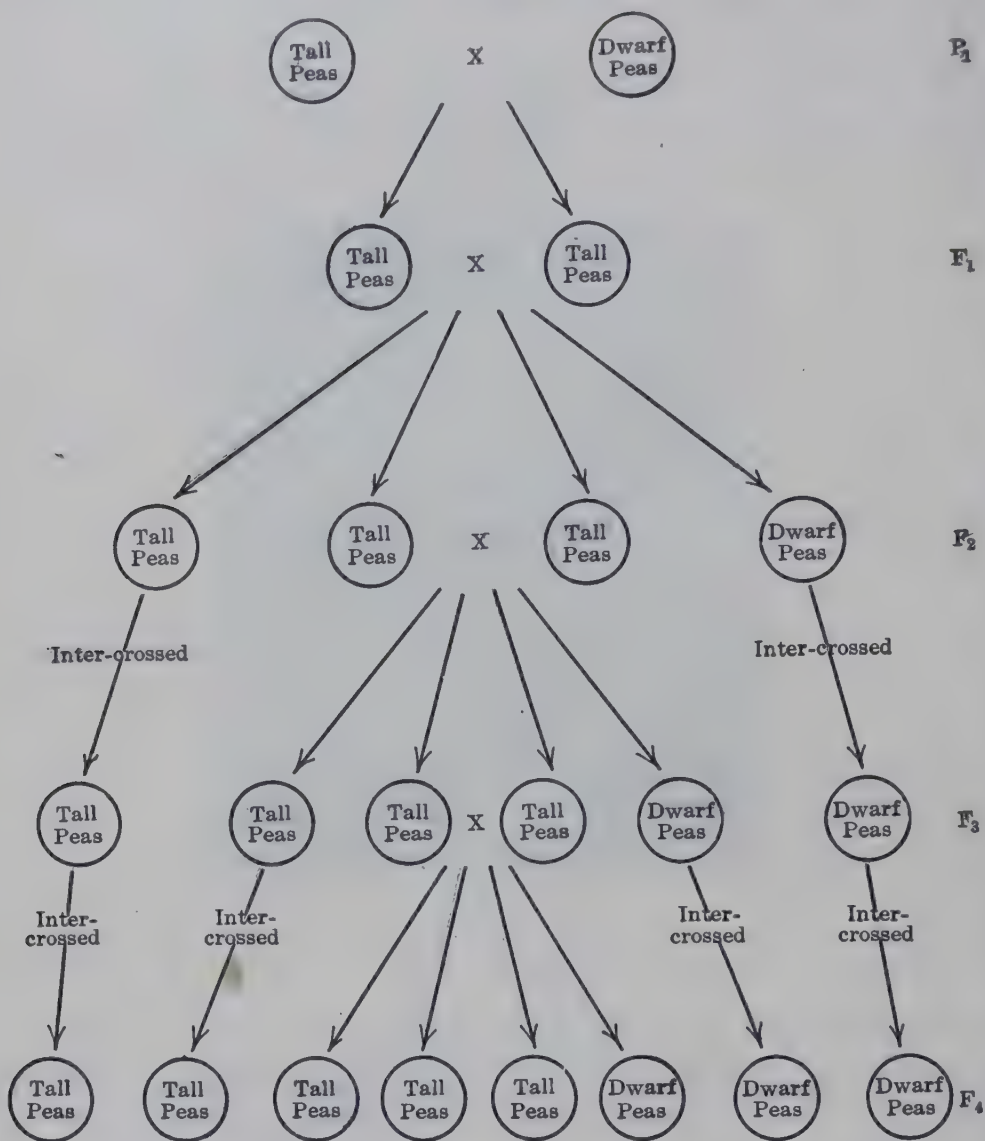 Tall Peas X Dwarf Peas P₁
Tall Peas X Tall Peas F₁
Tall Peas Tall Peas X Tall Peas Dwarf Peas F₂
Inter-crossed Inter-crossed
Tall Peas Tall Peas Tall Peas X Tall Peas Dwarf Peas Dwarf Peas F₃
Inter-crossed Inter-crossed Inter-crossed Inter-crossed
Tall Peas Tall Peas Tall Peas Tall Peas Tall Peas Dwarf Peas Dwarf Peas Dwarf Peas F₄